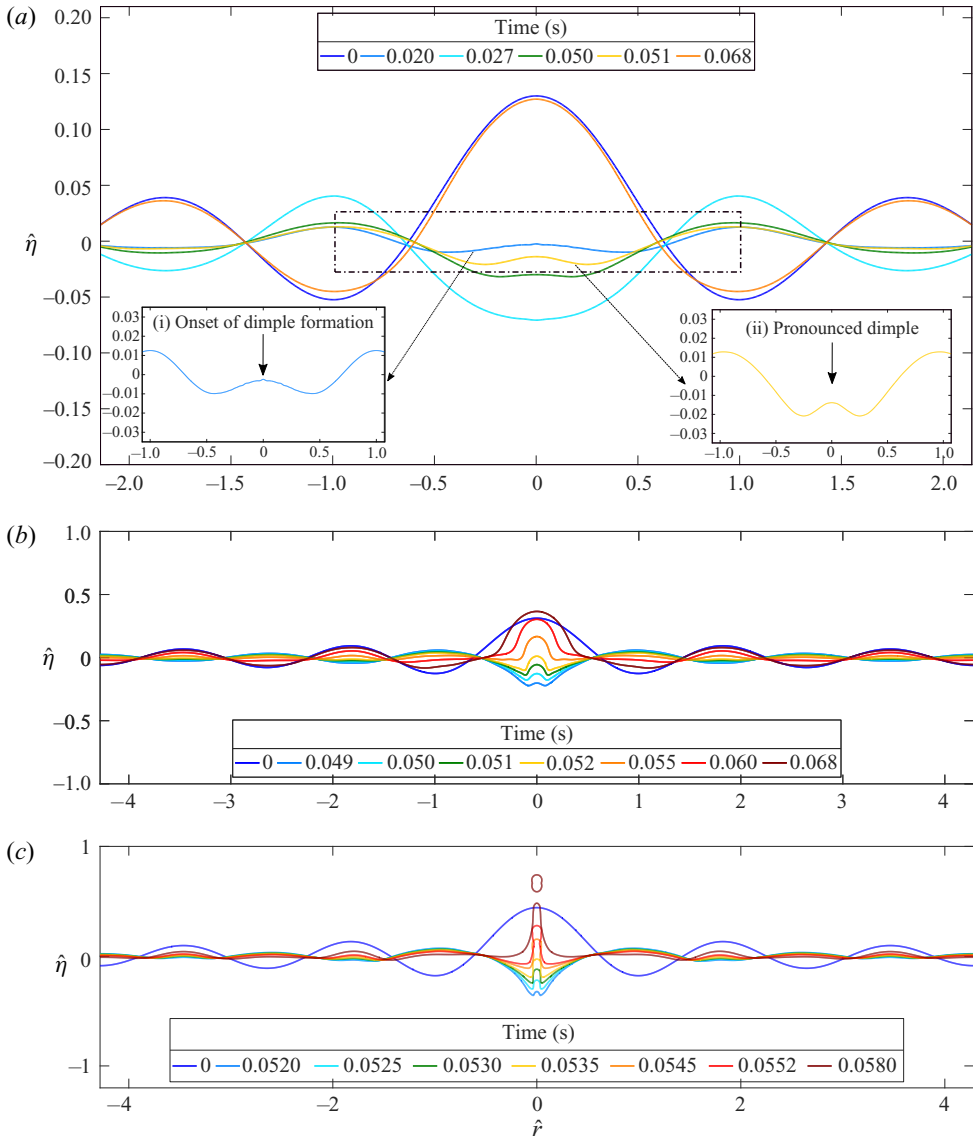 (a)
0.20
Time (s)
0 0.020 0.027 0.050 0.051 0.068
0.15
0.10
0.05
η̂
0
–0.05
–0.10
–0.15
–0.20
0.03
(i) Onset of dimple formation
0.01
0
–0.01
–0.02
–0.03
–1.0 –0.5 0 0.5 1.0
0.03
(ii) Pronounced dimple
0.01
0
–0.01
–0.02
–0.03
–1.0 –0.5 0 0.5 1.0
–2.0 –1.5 –1.0 –0.5 0 0.5 1.0 1.5 2.0
(b)
1.0
0.5
η̂
0
–0.5
–1.0
Time (s)
0 0.049 0.050 0.051 0.052 0.055 0.060 0.068
–4 –3 –2 –1 0 1 2 3 4
(c)
1
η̂
0
–1
Time (s)
0 0.0520 0.0525 0.0530 0.0535 0.0545 0.0552 0.0580
–4 –2 0 2 4
r̂